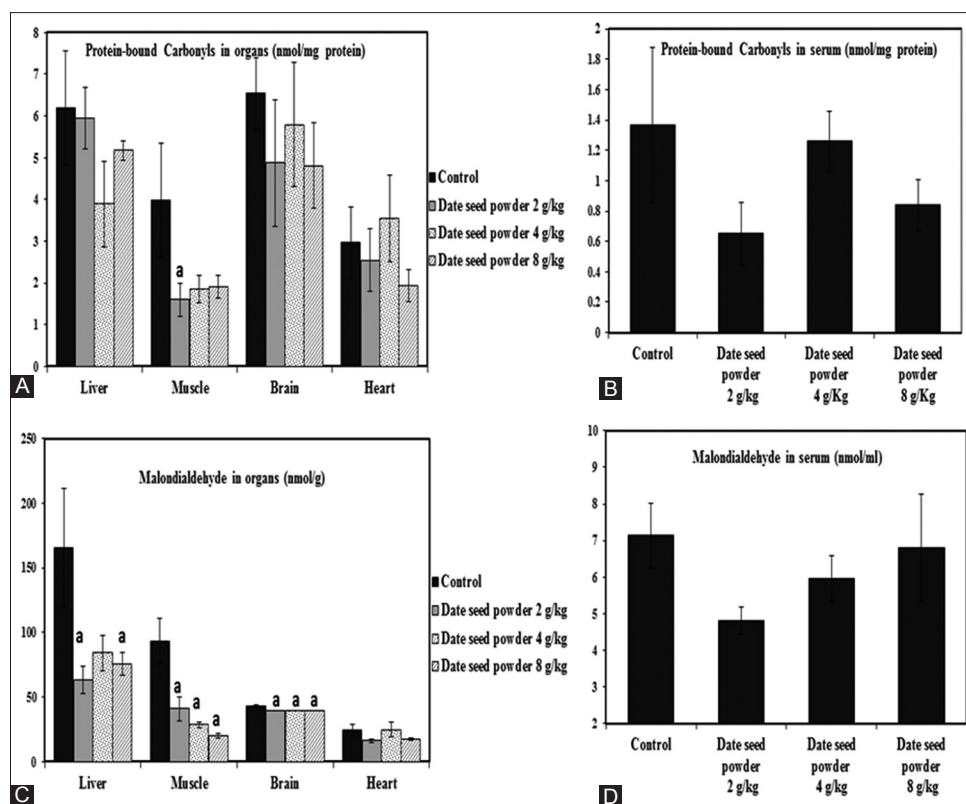 8
7
6
5
4
3
2
1
0
Protein-bound Carbonyls in organs (nmol/mg protein)
a
Liver Muscle Brain Heart
A
Control
Date seed powder 2 g/kg
Date seed powder 4 g/kg
Date seed powder 8 g/kg
2
1.8
1.6
1.4
1.2
1
0.8
0.6
0.4
0.2
0
Protein-bound Carbonyls in serum (nmol/mg protein)
Control Date seed Date seed Date seed
powder powder powder
2 g/kg 4 g/Kg 8 g/Kg
B
250
200
150
100
50
0
Malondialdehyde in organs (nmol/g)
a a a a a a a a
Liver Muscle Brain Heart
C
Control
Date seed powder 2 g/kg
Date seed powder 4 g/kg
Date seed powder 8 g/kg
10
9
8
7
6
5
4
3
2
Malondialdehyde in serum (nmol/ml)
Control Date seed Date seed Date seed
powder powder powder
2 g/kg 4 g/kg 8 g/kg
D